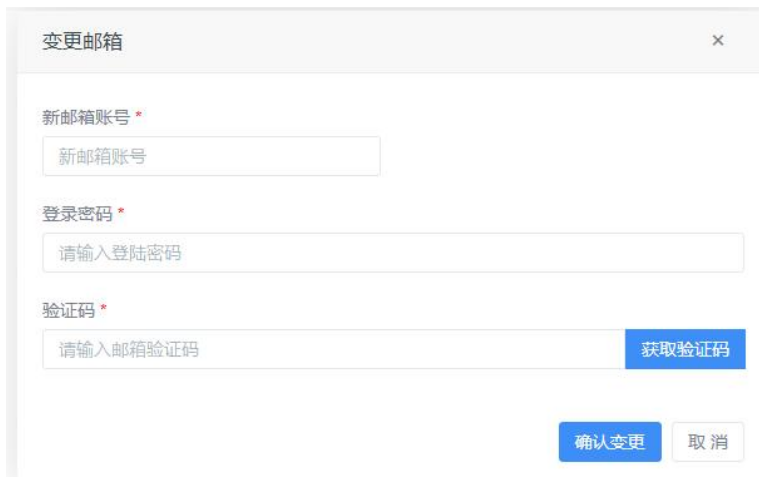 变更邮箱 ×
新邮箱账号 *
新邮箱账号
登录密码 *
请输入登陆密码
验证码 *
请输入邮箱验证码 获取验证码
确认变更 取 消